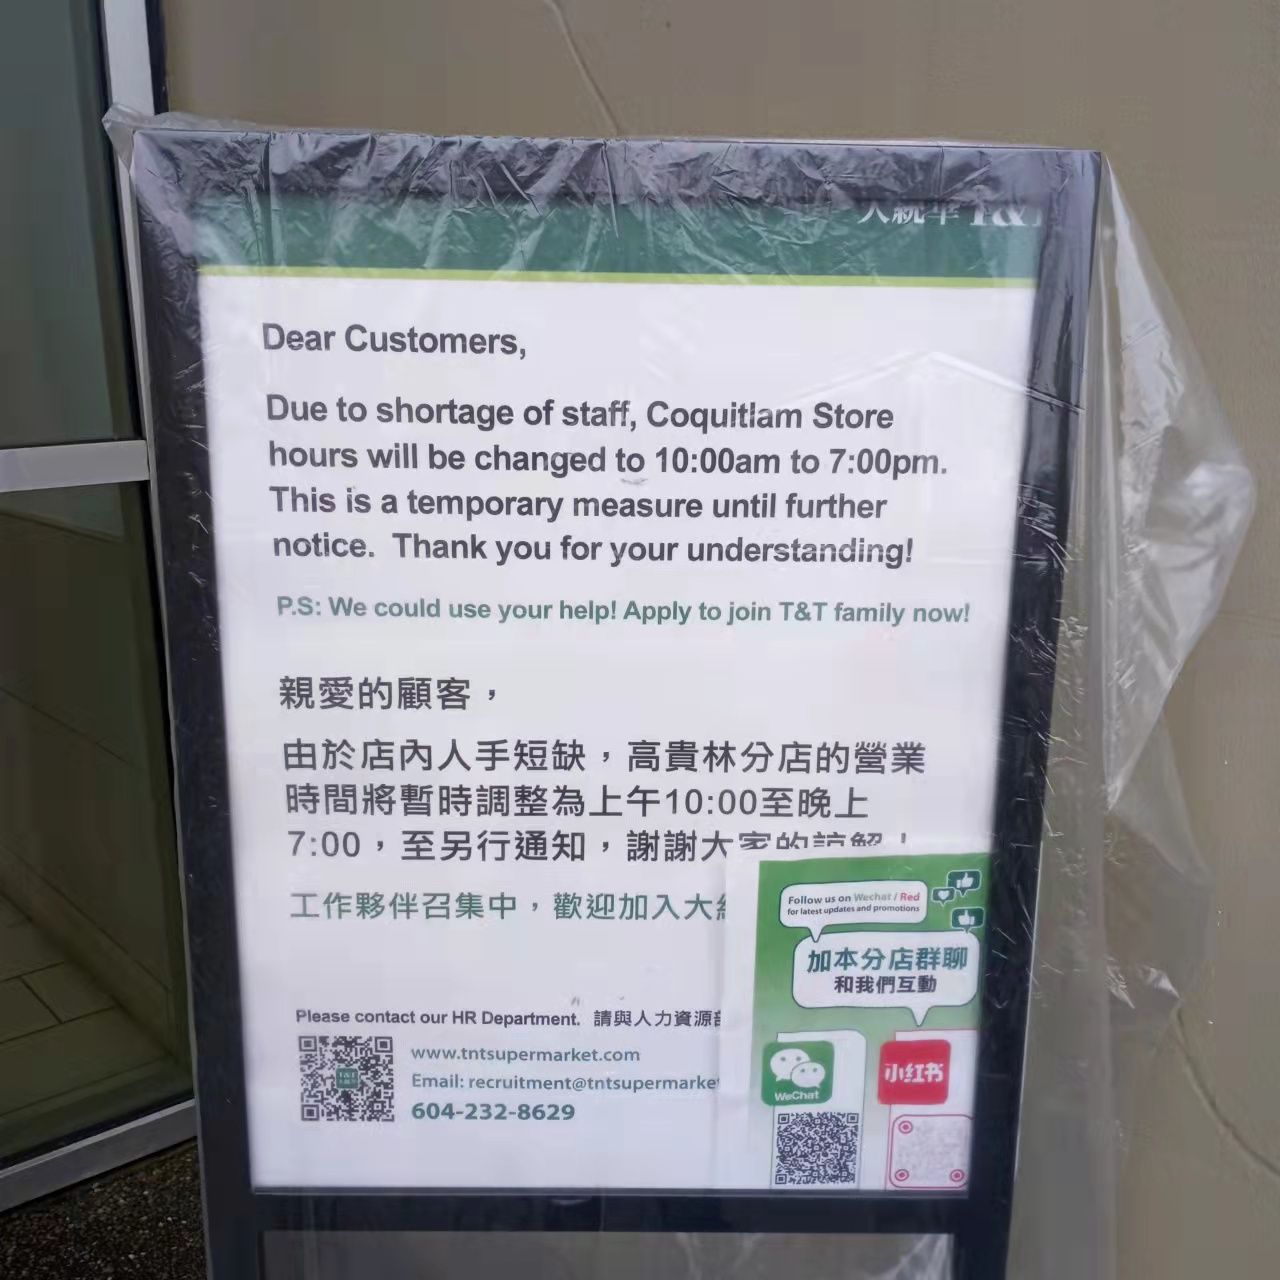 大統華 T&T
Dear Customers,
Due to shortage of staff, Coquitlam Store
hours will be changed to 10:00am to 7:00pm.
This is a temporary measure until further
notice. Thank you for your understanding!
P.S: We could use your help! Apply to join T&T family now!
親愛的顧客，
由於店內人手短缺，高貴林分店的營業
時間將暫時調整為上午10:00至晚上
7:00，至另行通知，謝謝大家的諒解！
工作夥伴召集中，歡迎加入大
Please contact our HR Department. 請與人力資源
www.tntsupermarket.com
Email: recruitment@tntsupermarke
604-232-8629
Follow us on Wechat / Red
for latest updates and promotions
加本分店群聊
和我們互動
WeChat
小红书